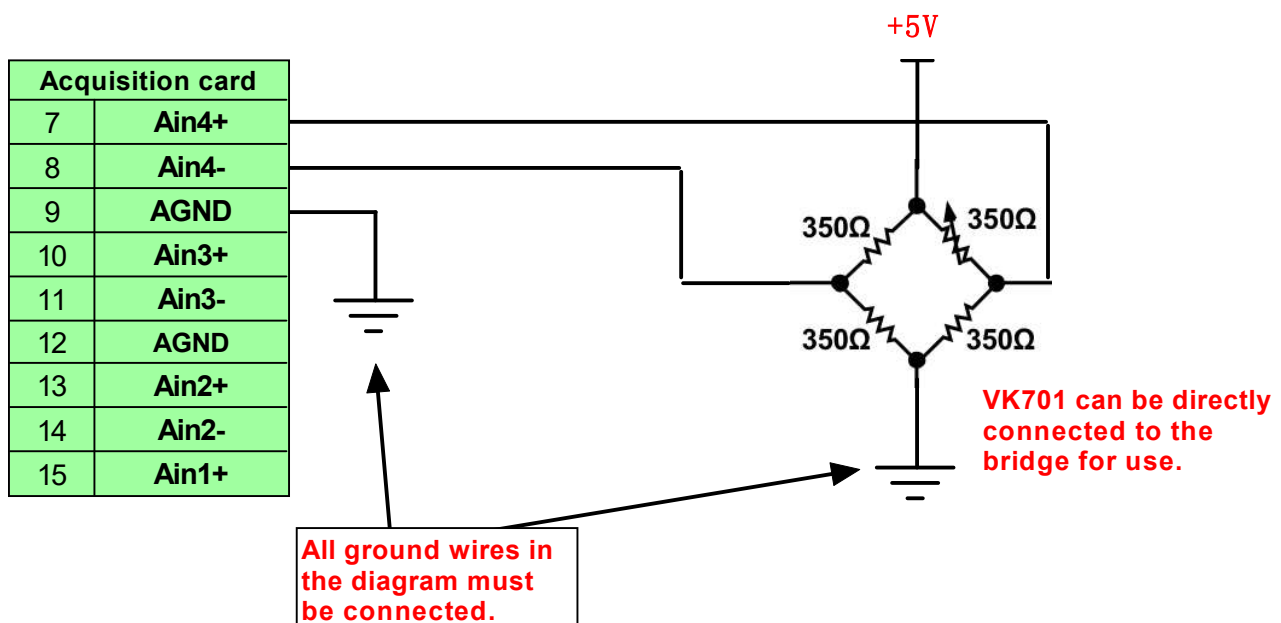 +5V
Acquisition card
7 Ain4+
8 Ain4-
9 AGND
10 Ain3+
11 Ain3-
12 AGND
13 Ain2+
14 Ain2-
15 Ain1+
350Ω 350Ω
350Ω 350Ω
VK701 can be directly
connected to the
bridge for use.
All ground wires in
the diagram must
be connected.